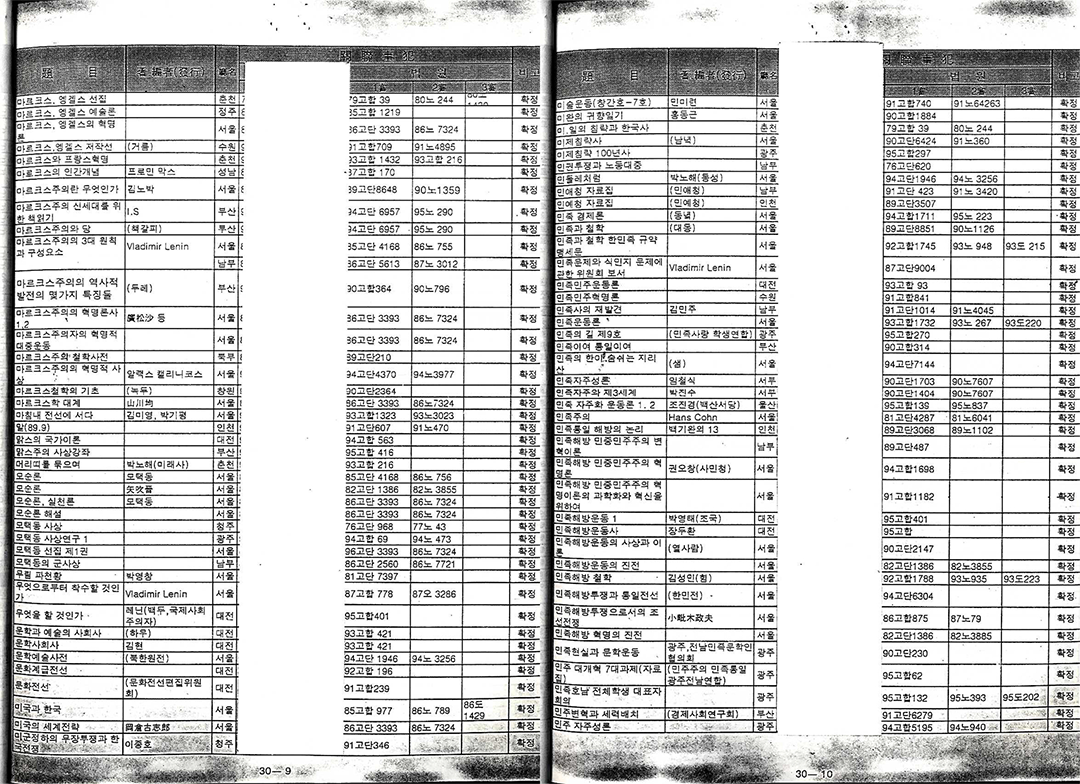 關聯事犯
題 目 著·編者(發行) 廳名 법 원 비고
1심 2심 3심
마르크스, 엥겔스 선집 춘천 79고합 39 80노 244 확정
마르크스, 엥겔스 예술론 청주 85고합 1219 확정
마르크스, 엥겔스의 혁명 서울 86고단 3393 86노 7324 확정
론
마르크스,엥겔스 저작선 (거름) 수원 91고합709 91노4895 확정
마르크스와 프랑스혁명 춘천 93고합 1432 93고합 216 확정
마르크스의 인간개념 프로민 막스 성남 87고합 170 확정
마르크스주의란 무엇인가 김노박 서울 89고단8648 90노1359 확정
마르크스주의 신세대를 위 I.S 부산 94고단 6957 95노 290 확정
한 책읽기
마르크스주의와 당 (책갈피) 부산 94고단 6957 95노 290 확정
마르크스주의의 3대 원칙 Vladimir Lenin 서울 85고단 4168 86노 755 확정
과 구성요소
남부 86고단 5613 87노 3012 확정
마르크스주의의 역사적 (두레) 부산 90고합364 90노796 확정
발전의 몇가지 특징들
마르크스주의의 혁명론사 廣松沙 등 서울 86고단 3393 86노 7324 확정
1,2
마르크스주의자의 혁명적 서울 86고단 3393 86노 7324 확정
대중운동
마르크스주의와 철학사전 북부 89고단210 확정
마르크스주의의 혁명적 사 알렉스 캘리니코스 서울 94고단4370 94노3977 확정
상
마르크스철학의 기초 (녹두) 창원 90고단2364 확정
마르크스학 대계 山川均 서울 86고단 3393 86노7324 확정
마침내 전선에 서다 김미영, 박기평 서울 93고합1323 93노3023 확정
맡(89.9) 인천 91고단607 91노470 확정
맑스의 국가이론 대전 94고합 563 확정
맑스주의 사상강좌 부산 95고합 416 확정
머리띠를 묶으며 박노해(미래사) 춘천 93고합 216 확정
모순론 모택동 서울 85고단 4168 86노 756 확정
모순론 矢吹晋 서울 82고단 1386 82노 3855 확정
모순론, 실천론 모택동 서울 86고단 3393 86노 7324 확정
모순론 해설 서울 86고단 3393 86노 7324 확정
모택동 사상 청주 76고단 968 77노 43 확정
모택동 사상연구 1 광주 94고합 69 94노 473 확정
모택동 선집 제1권 서울 86고단 3393 86노 7324 확정
모택동의 군사상 남부 86고단 2560 86노 7721 확정
무림 파천황 박영창 서울 81고단 7397 확정
무엇으로부터 착수할 것인 Vladimir Lenin 서울 87고합 778 87노 3286 확정
가
무엇을 할 것인가 레닌(백두,국제사회 대전 95고합401 확정
주의자)
문학과 예술의 사회사 (하우) 대전 93고합 421 확정
문학사회사 김현 대전 93고합 421 확정
문학예술사전 (북한원전) 서울 94고단 1946 94노 3256 확정
문화계급전선 대전 92고합 196 확정
문화전선 (문화전선편집위원 대전 91고합239 확정
회)
미국과 한국 서울 85고합 977 86노 789 86도 1429 확정
미국의 세계전략 岡倉古志郎 서울 86고단 3393 86노 7324 확정
미군정하의 무장투쟁과 한 이중호 청주 91고단346 확정
국전쟁
30— 9
關聯事犯
題 目 著·編者(發行) 廳名 법 원 비고
1심 2심 3심
미술운동(창간호-7호) 민미련 서울 91고합740 91노64263 확정
미완의 귀향일기 홍동근 서울 90고합1884 확정
미,일의 침략과 한국사 춘천 79고합 39 80노 244 확정
미제침략사 (남녘) 서울 90고단6424 91노360 확정
미제침략 100년사 광주 95고합297 확정
민권투쟁과 노동대중 남부 76고단620 확정
민들레처럼 박노해(동성) 서울 94고단1946 94노 3256 확정
민애청 자료집 (민애청) 남부 91고단 423 91노 3420 확정
민예청 자료집 (민예청) 인천 89고단3507 확정
민족 경제론 (동녘) 서울 94고단1711 95노 223 확정
민족과 철학 (대동) 서울 89고단8851 90노1126 확정
민족과 철학 한민족 규약 서울 92고합1745 93노 948 93도 215 확정
해세문
민족문제와 식민지 문제에 Vladimir Lenin 서울 87고단9004 확정
관한 위원회 보서
민족민주운동론 대전 93고합 93 확정
민족민주혁명론 수원 91고합841 확정
민족사의 재발견 김민주 남부 91고단1014 91노4045 확정
민족운동론 서울 93고합1732 93노 267 93도220 확정
민족의 길 제9호 (민족사랑 학생연합) 광주 95고합270 확정
민족이여 통일이여 부산 90고합314 확정
민족의 한이 숨쉬는 지리 (샘) 서울 94고단7144 확정
산
민족자주성론 임철식 서부 90고단1703 90노7607 확정
민족자주와 제3세계 박진수 서부 90고단1404 90노7607 확정
민족 자주화 운동론 1, 2 조진경(백산서당) 울산 95고합139 95노837 확정
민족주의 Hans Cohn 서울 81고단4287 81노6041 확정
민족통일 해방의 논리 백기완외 13 인천 89고단3068 89노1102 확정
민족해방 민중민주주의 변 남부 89고단487 확정
혁이론
민족해방 민중민주주의 혁 권오창(사민청) 서울 94고합1698 확정
명론
민족해방 민중민주주의 혁 서울 91고합1182 확정
명이론의 과학화와 혁신을
위하여
민족해방운동 1 박영태(조국) 대전 95고합401 확정
민족해방운동사 장두환 대전 95고합 확정
민족해방운동의 사상과 이 (열사람) 서울 90고단2147 확정
론
민족해방운동의 진전 서울 82고단1386 82노3855 확정
민족해방 철학 김성민(힘) 서울 92고합1788 93노935 93도223 확정
민족해방투쟁과 통일전선 (한민전) 서울 94고단6304 확정
민족해방투쟁으로서의 조 小毗木政夫 서울 86고합875 87노79 확정
선전쟁
민족해방 혁명의 진전 서울 82고단1386 82노3885 확정
민족현실과 문학운동 광주,전남민족문학인 광주 90고단230 확정
협의회
민주 대개혁 7대과제(자료 (민주주의 민족통일 광주 95고합62 확정
집) 광주전남연합)
민족호남 전체학생 대표자 광주 95고합132 95노393 95도202 확정
회의
민주변혁과 세력배치 (경제사회연구회) 부산 91고단6279 확정
민주 자주성론 광주 94고합5195 94노940 확정
30— 10